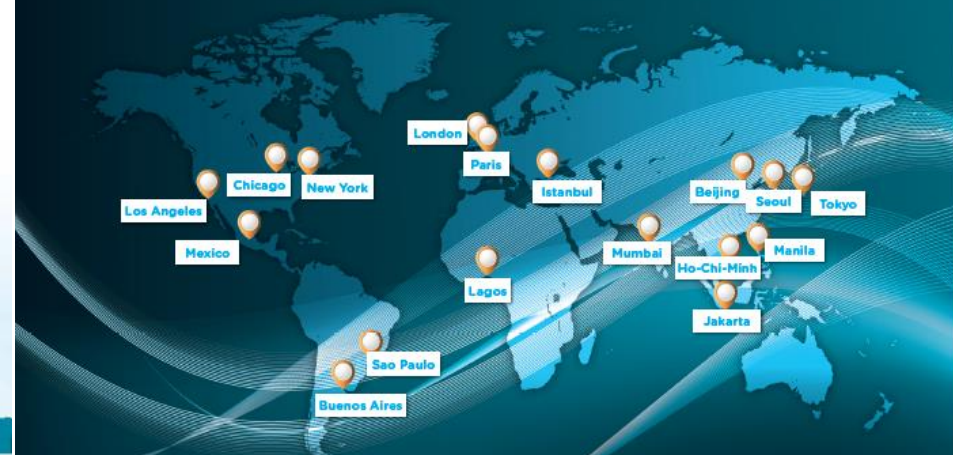 London
Paris
Istanbul
Chicago
New York
Los Angeles
Mexico
Beijing
Seoul
Tokyo
Mumbai
Manila
Ho-Chi-Minh
Lagos
Jakarta
Sao Paulo
Buenos Aires